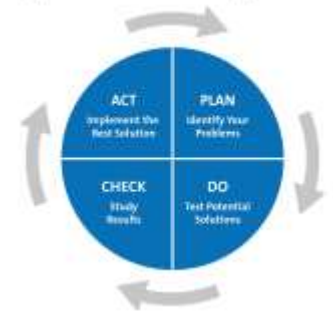 ACT
Implement the
Best Solution
PLAN
Identify Your
Problems
CHECK
Study
Results
DO
Test Potential
Solutions